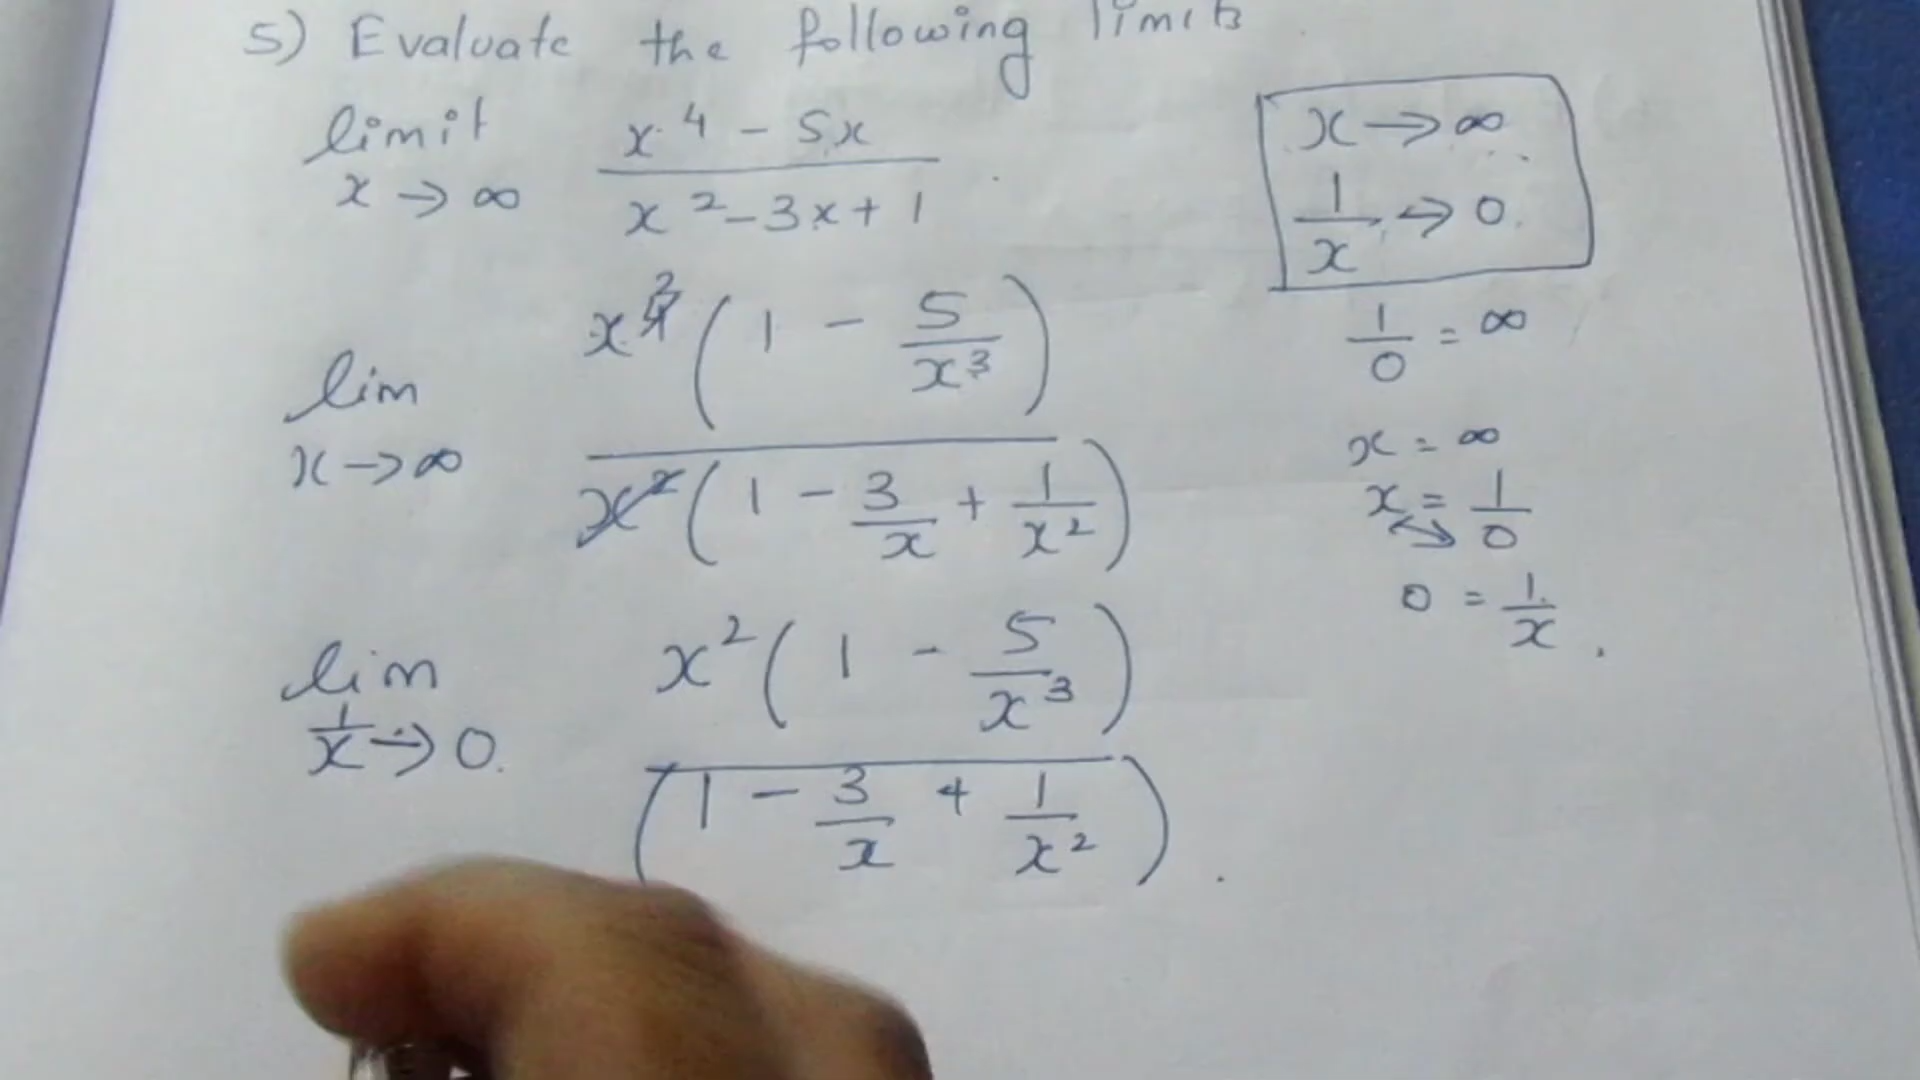 5) Evaluate the following limits
limit x → ∞ (x^4 - 5x) / (x^2 - 3x + 1)
lim x → ∞ x^4 2 (1 - 5/x^3) / x^2 (1 - 3/x + 1/x^2)
lim 1/x → 0. x^2 (1 - 5/x^3) / (1 - 3/x + 1/x^2).
x → ∞
1/x → 0.
1/0 = ∞
x = ∞
x = 1/0
0 = 1/x.